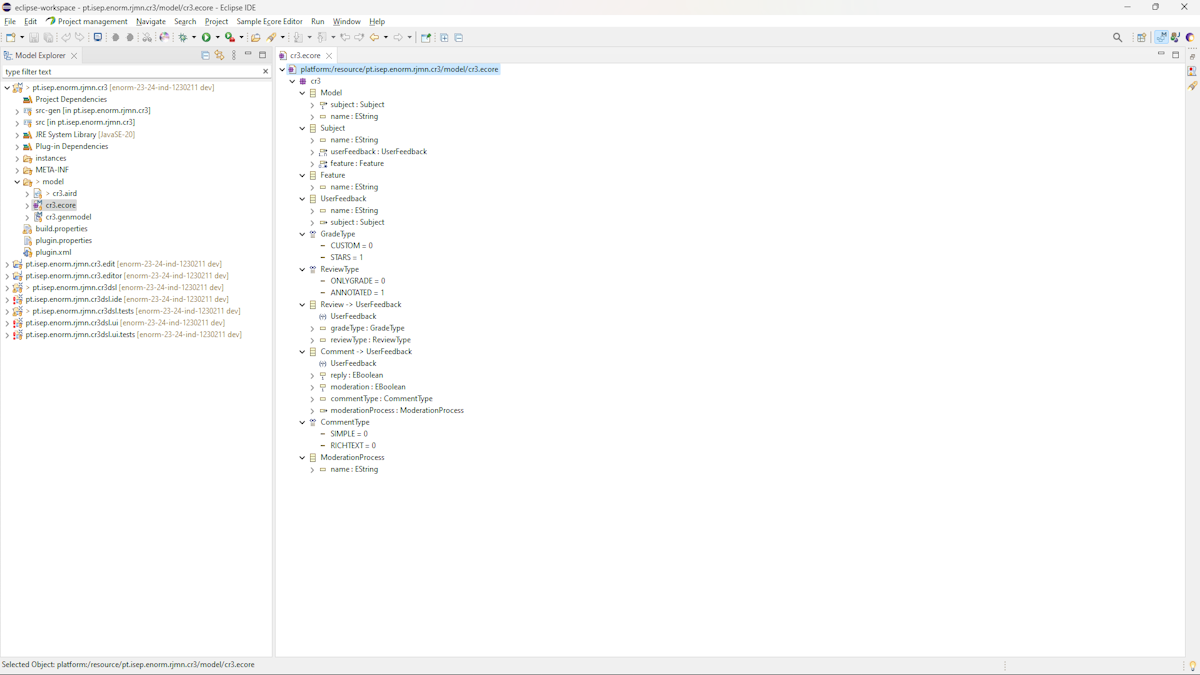 eclipse-workspace - pt.isep.enorm.rjmn.cr3/model/cr3.ecore - Eclipse IDE
File Edit Project management Navigate Search Project Sample Ecore Editor Run Window Help
Model Explorer
type filter text
> pt.isep.enorm.rjmn.cr3 [enorm-23-24-ind-1230211 dev]
Project Dependencies
src-gen [in pt.isep.enorm.rjmn.cr3]
src [in pt.isep.enorm.rjmn.cr3]
JRE System Library [JavaSE-20]
Plug-in Dependencies
instances
META-INF
> model
> cr3.aird
cr3.ecore
cr3.genmodel
build.properties
plugin.properties
plugin.xml
pt.isep.enorm.rjmn.cr3.edit [enorm-23-24-ind-1230211 dev]
pt.isep.enorm.rjmn.cr3.editor [enorm-23-24-ind-1230211 dev]
> pt.isep.enorm.rjmn.cr3dsl [enorm-23-24-ind-1230211 dev]
pt.isep.enorm.rjmn.cr3dsl.ide [enorm-23-24-ind-1230211 dev]
> pt.isep.enorm.rjmn.cr3dsl.tests [enorm-23-24-ind-1230211 dev]
pt.isep.enorm.rjmn.cr3dsl.ui [enorm-23-24-ind-1230211 dev]
pt.isep.enorm.rjmn.cr3dsl.ui.tests [enorm-23-24-ind-1230211 dev]
cr3.ecore
platform:/resource/pt.isep.enorm.rjmn.cr3/model/cr3.ecore
cr3
Model
subject : Subject
name : EString
Subject
name : EString
userFeedback : UserFeedback
feature : Feature
Feature
name : EString
UserFeedback
name : EString
subject : Subject
GradeType
CUSTOM = 0
STARS = 1
ReviewType
ONLYGRADE = 0
ANNOTATED = 1
Review -> UserFeedback
UserFeedback
gradeType : GradeType
reviewType : ReviewType
Comment -> UserFeedback
UserFeedback
reply : EBoolean
moderation : EBoolean
commentType : CommentType
moderationProcess : ModerationProcess
CommentType
SIMPLE = 0
RICHTEXT = 0
ModerationProcess
name : EString
Selected Object: platform:/resource/pt.isep.enorm.rjmn.cr3/model/cr3.ecore